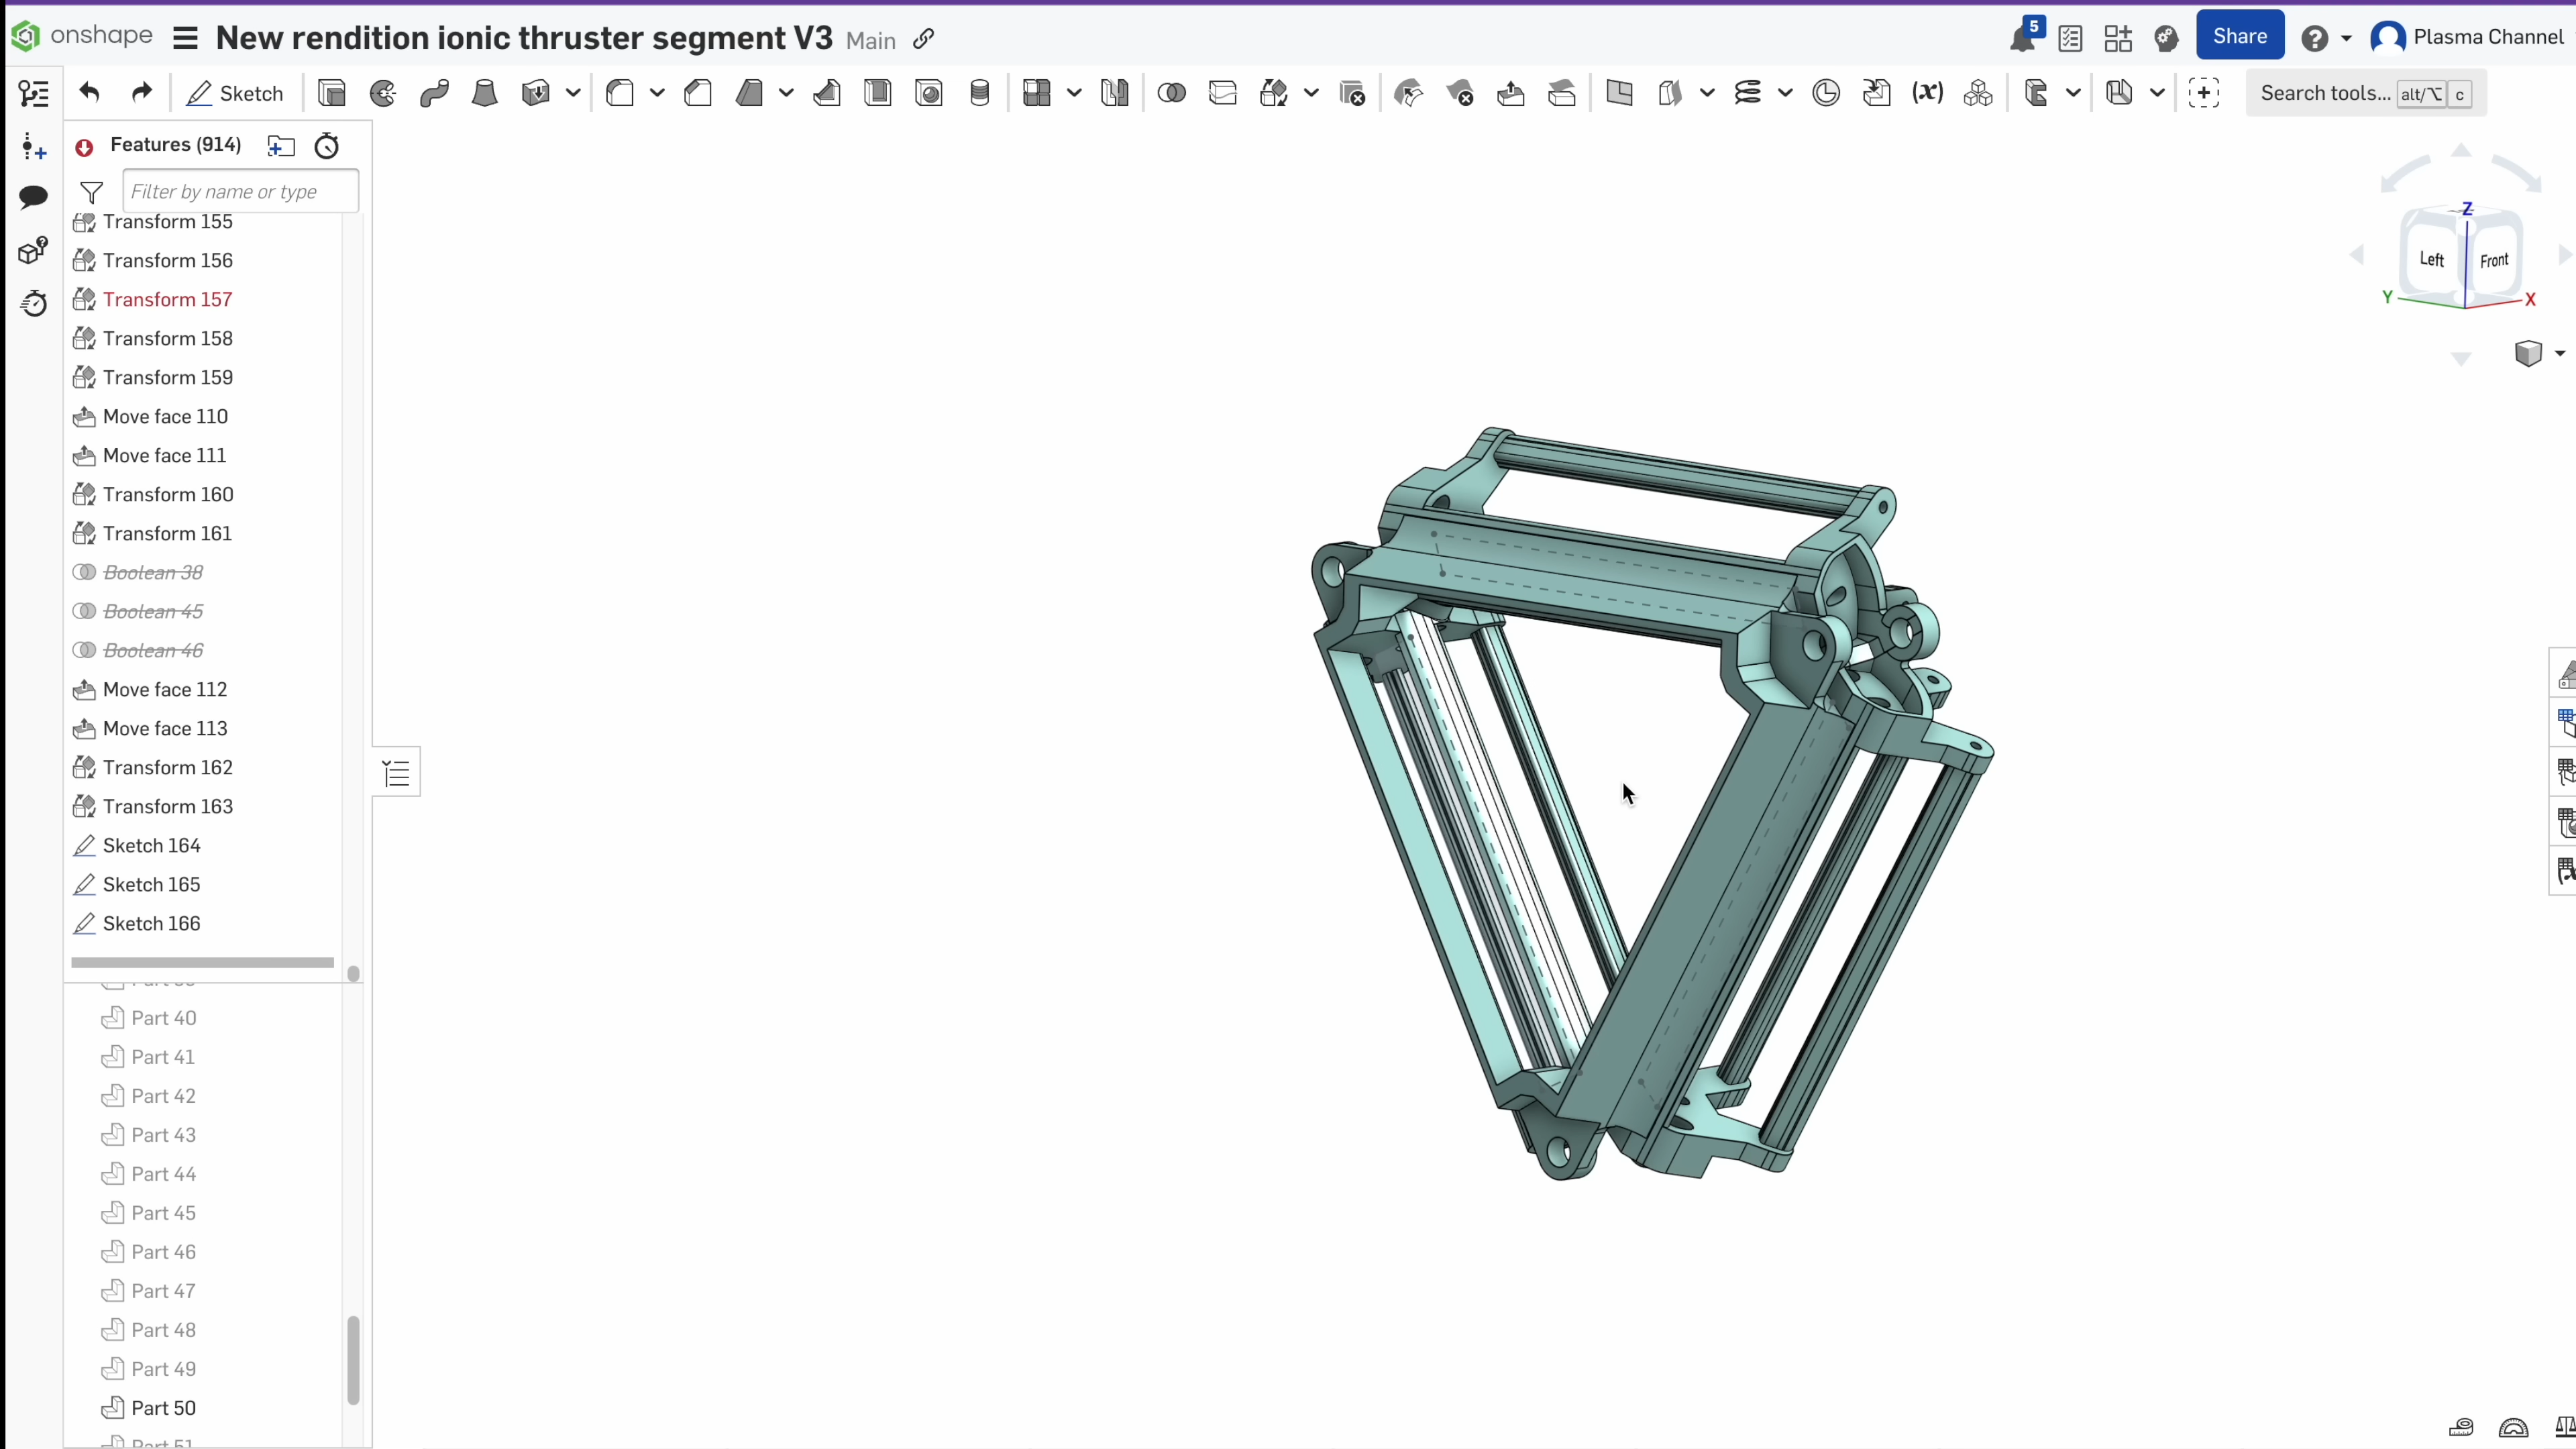 onshape New rendition ionic thruster segment V3 Main 5 Share Plasma Channel
Sketch (x) Search tools... alt/⌥ c
Features (914)
Filter by name or type
Transform 155
Transform 156
Transform 157
Transform 158
Transform 159
Move face 110
Move face 111
Transform 160
Transform 161
Boolean 38
Boolean 45
Boolean 46
Move face 112
Move face 113
Transform 162
Transform 163
Sketch 164
Sketch 165
Sketch 166
Part 40
Part 41
Part 42
Part 43
Part 44
Part 45
Part 46
Part 47
Part 48
Part 49
Part 50
Part 51
Z
Left Front
Y X